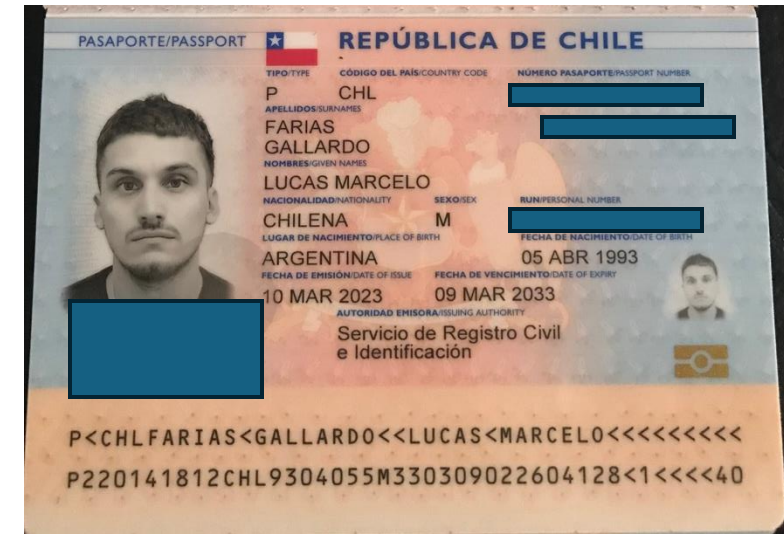 PASAPORTE/PASSPORT REPÚBLICA DE CHILE
TIPO/TYPE CÓDIGO DEL PAÍS/COUNTRY CODE NÚMERO PASAPORTE/PASSPORT NUMBER
P CHL
APELLIDOS/SURNAMES
FARIAS
GALLARDO
NOMBRES/GIVEN NAMES
LUCAS MARCELO
NACIONALIDAD/NATIONALITY SEXO/SEX RUN/PERSONAL NUMBER
CHILENA M
LUGAR DE NACIMIENTO/PLACE OF BIRTH FECHA DE NACIMIENTO/DATE OF BIRTH
ARGENTINA 05 ABR 1993
FECHA DE EMISIÓN/DATE OF ISSUE FECHA DE VENCIMIENTO/DATE OF EXPIRY
10 MAR 2023 09 MAR 2033
AUTORIDAD EMISORA/ISSUING AUTHORITY
Servicio de Registro Civil
e Identificación
P<CHLFARIAS<GALLARDO<<LUCAS<MARCELO<<<<<<<<<
P220141812CHL9304055M330309022604128<1<<<<40